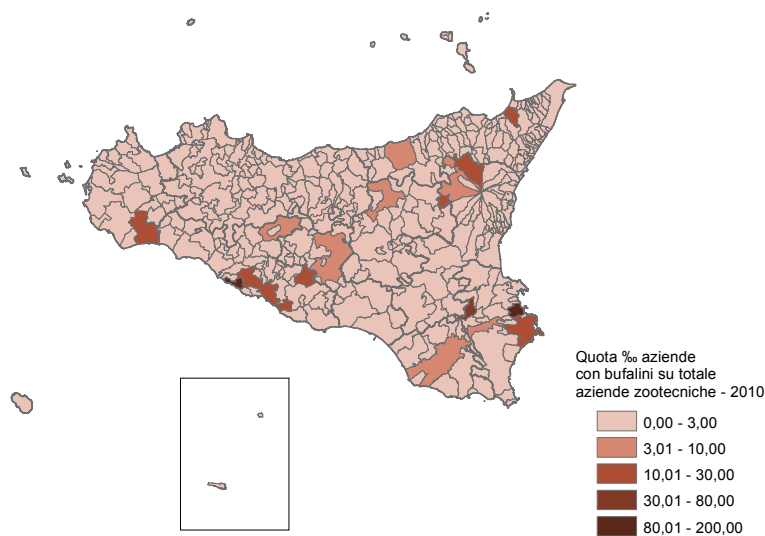 Quota ‰ aziende
con bufalini su totale
aziende zootecniche - 2010
0,00 - 3,00
3,01 - 10,00
10,01 - 30,00
30,01 - 80,00
80,01 - 200,00